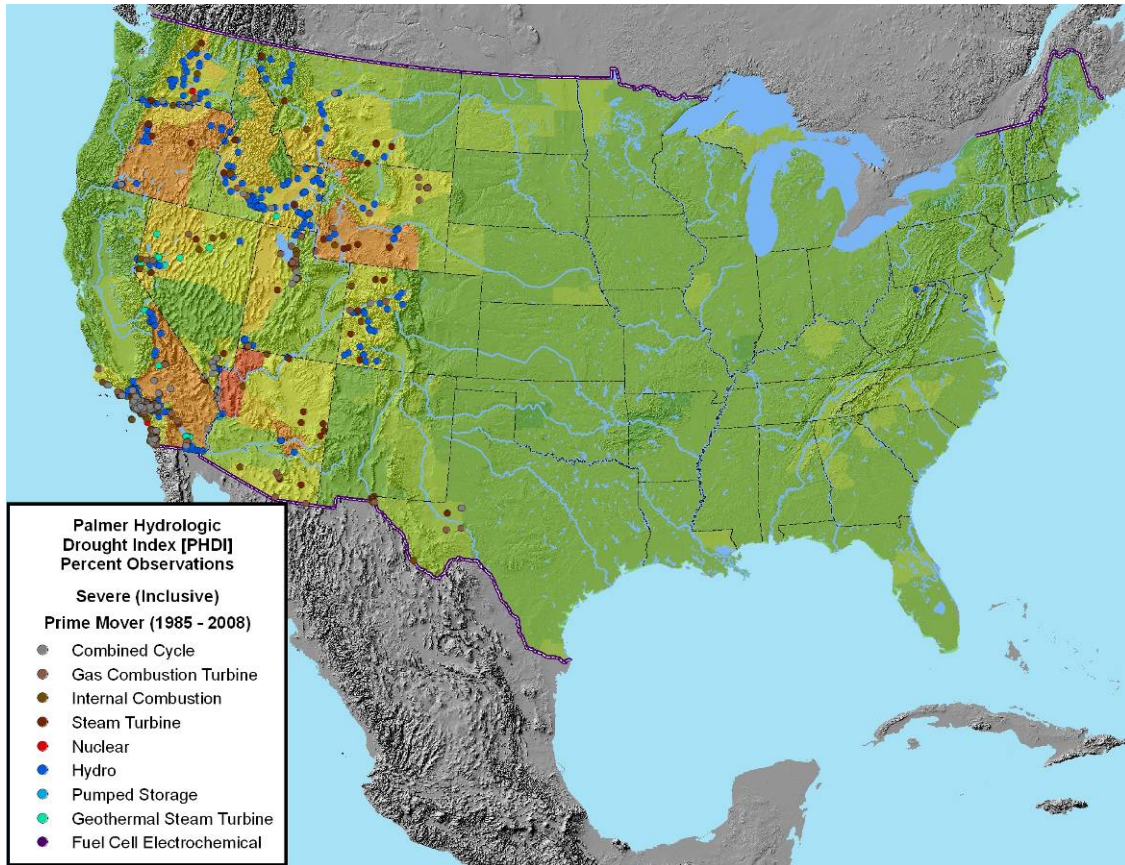 Palmer Hydrologic
Drought Index [PHDI]
Percent Observations
Severe (Inclusive)
Prime Mover (1985 - 2008)
Combined Cycle
Gas Combustion Turbine
Internal Combustion
Steam Turbine
Nuclear
Hydro
Pumped Storage
Geothermal Steam Turbine
Fuel Cell Electrochemical